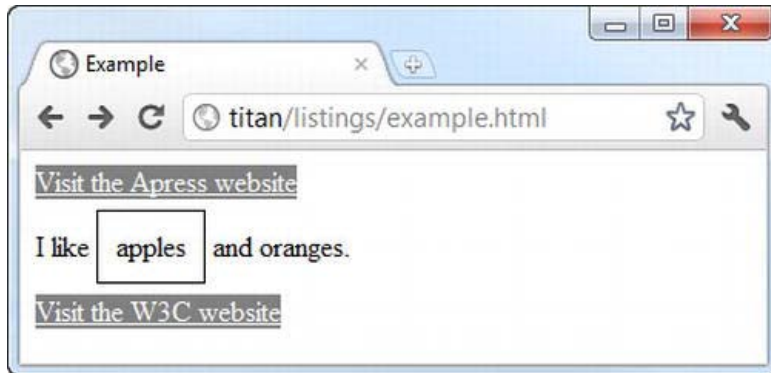 Example
titan/listings/example.html
Visit the Apress website
I like apples and oranges.
Visit the W3C website